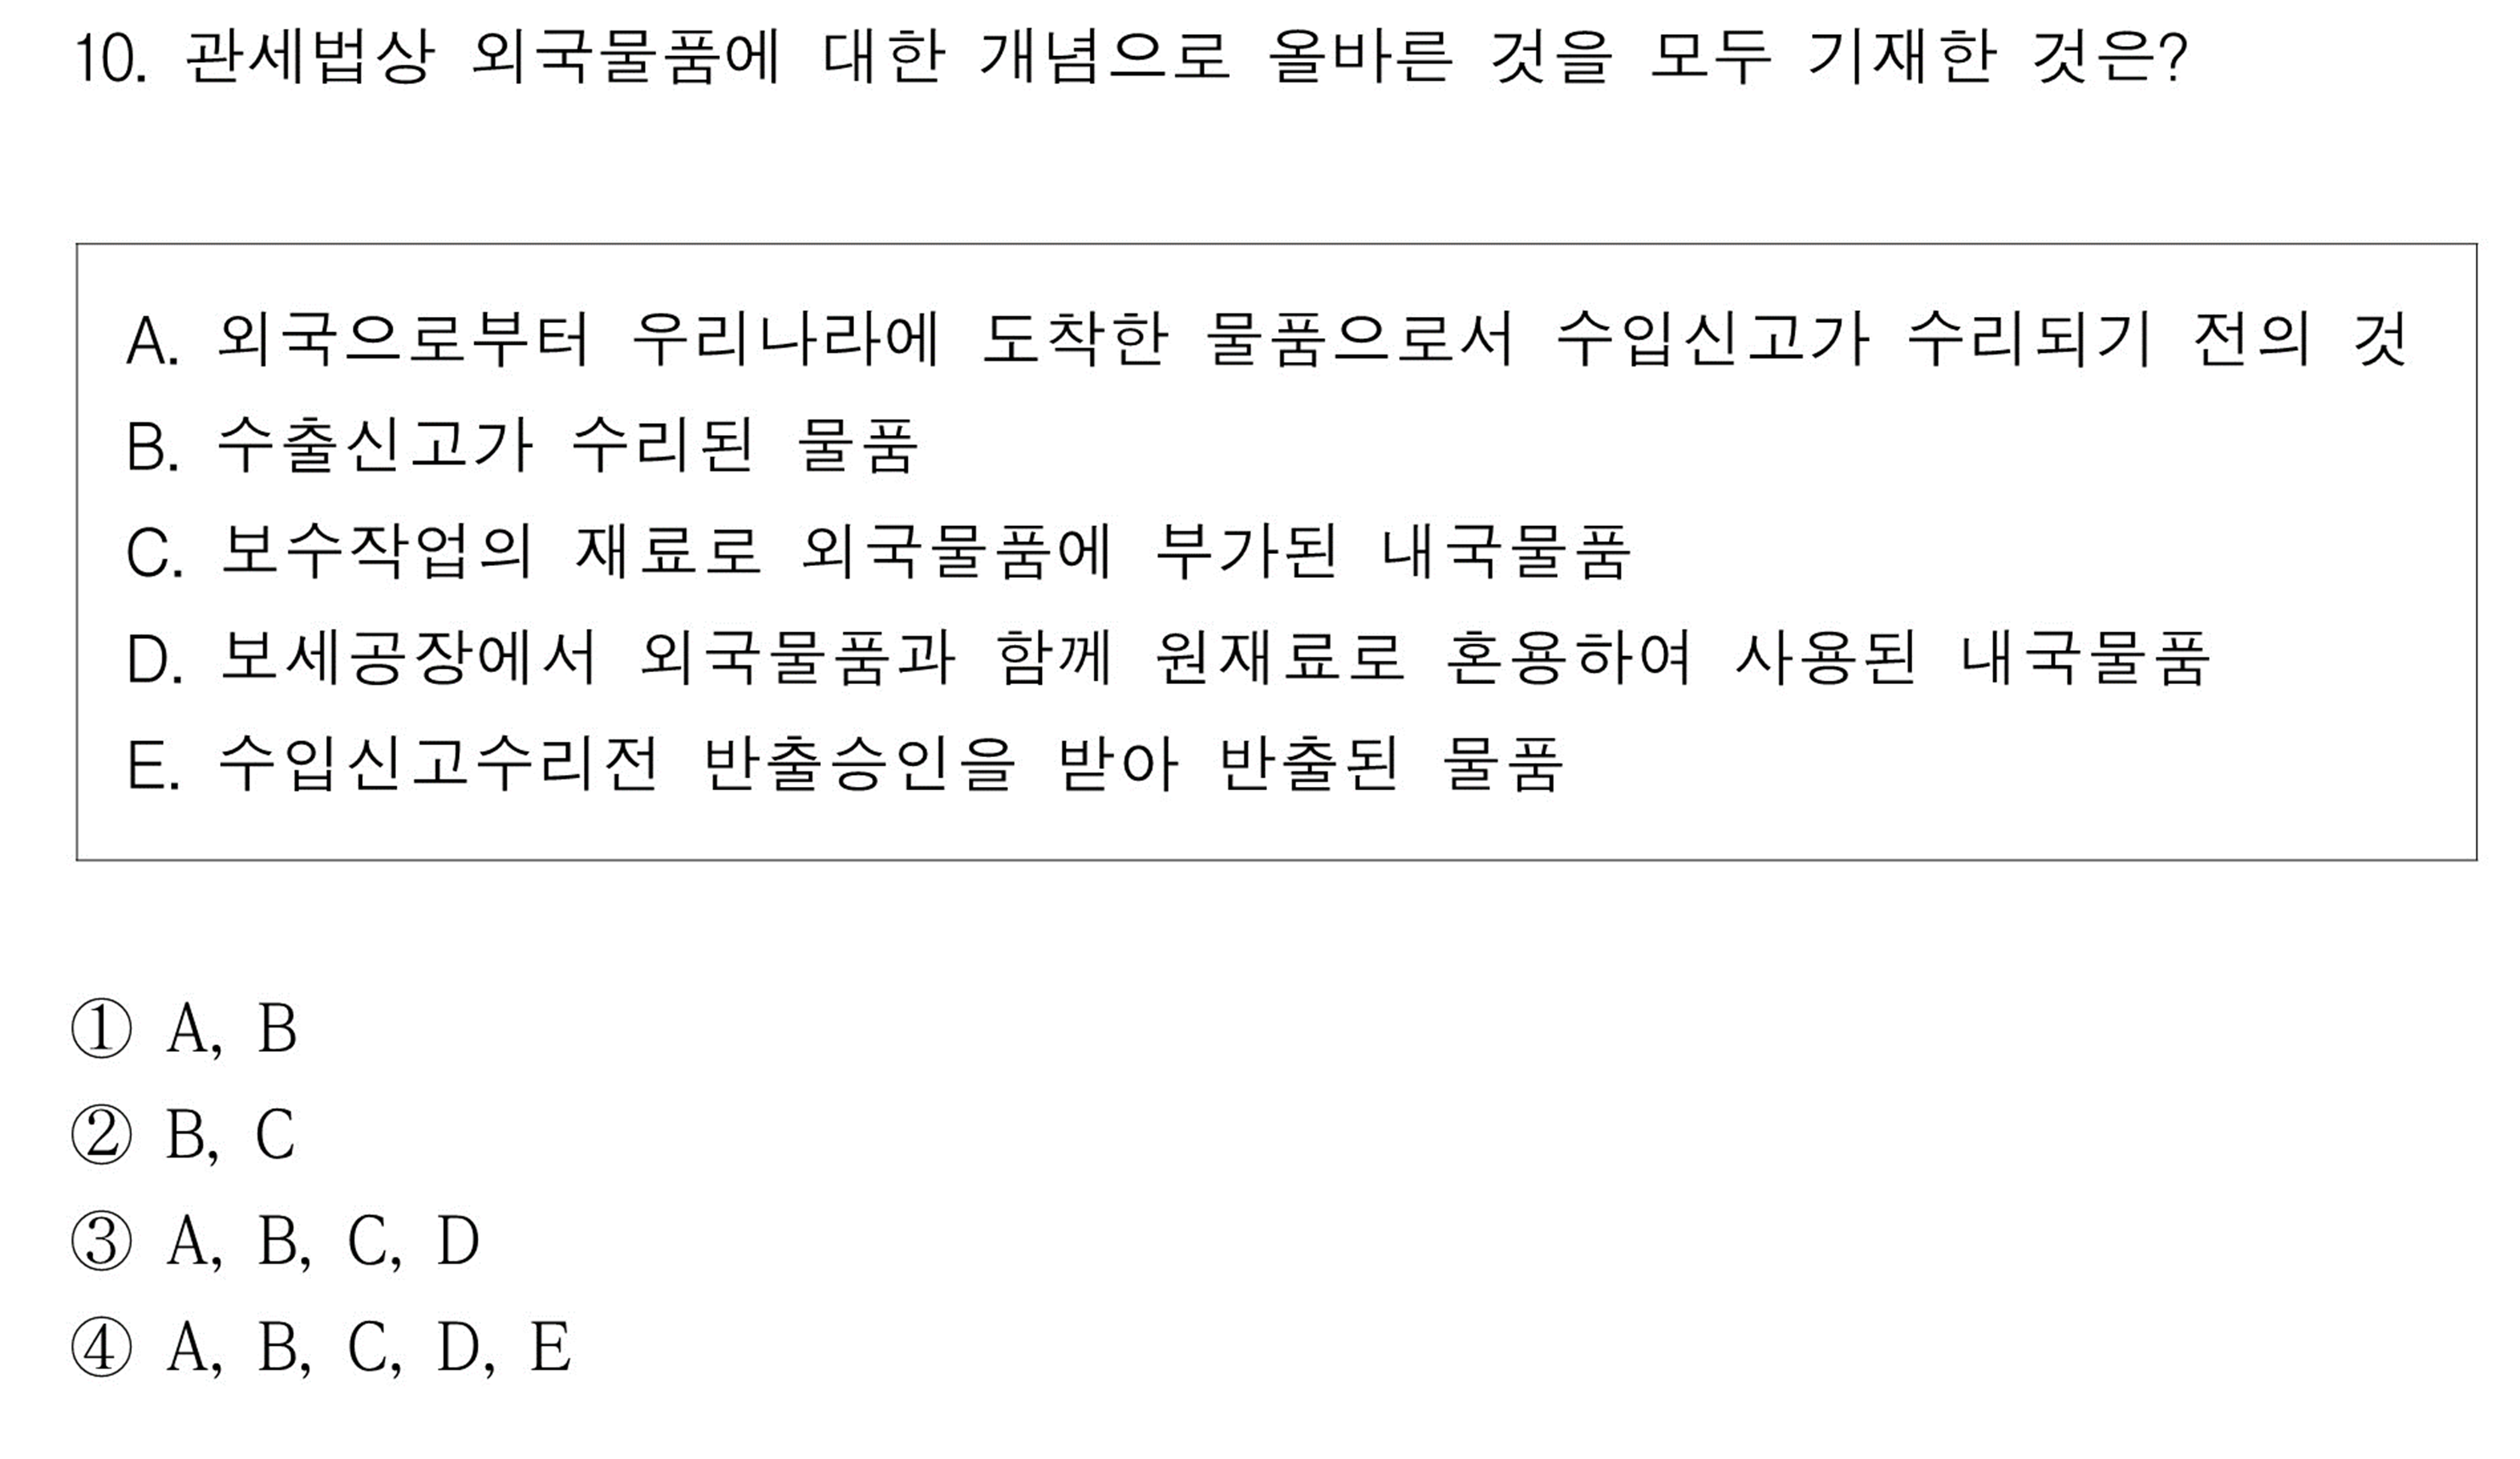 10. 관세법상 외국물품에 대한 개념으로 올바른 것을 모두 기재한 것은?
A. 외국으로부터 우리나라에 도착한 물품으로서 수입신고가 수리되기 전의 것
B. 수출신고가 수리된 물품
C. 보수작업의 재료로 외국물품에 부가된 내국물품
D. 보세공장에서 외국물품과 함께 원재료로 혼용하여 사용된 내국물품
E. 수입신고수리전 반출승인을 받아 반출된 물품
① A, B
② B, C
③ A, B, C, D
④ A, B, C, D, E